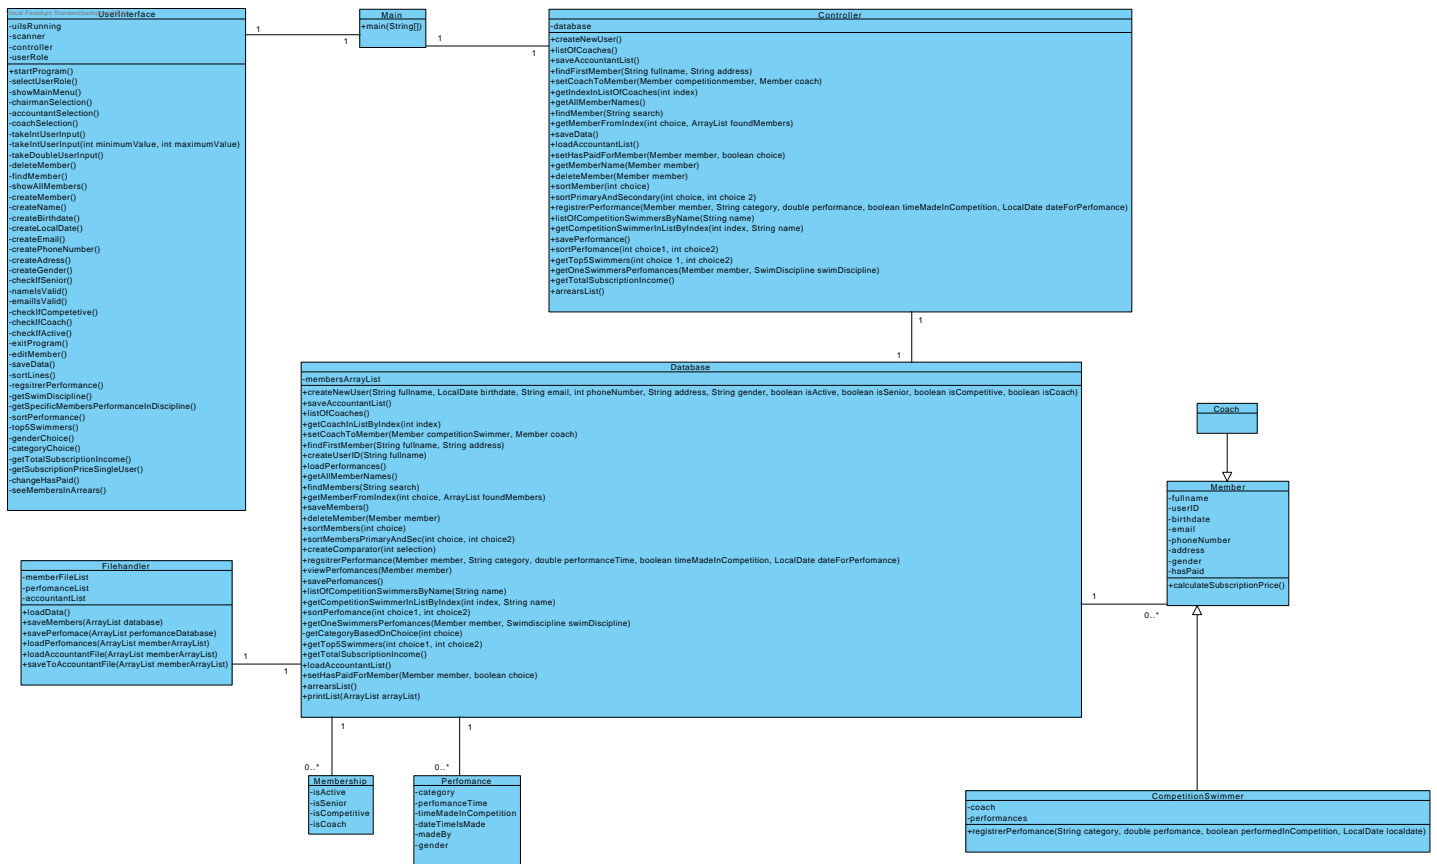 Visual Paradigm Standard
UserInterface
-uiIsRunning
-scanner
-controller
-userRole
+startProgram()
-selectUserRole()
-showMainMenu()
-chairmanSelection()
-accountantSelection()
-coachSelection()
-takeIntUserInput()
-takeIntUserInput(int minimumValue, int maximumValue)
-takeDoubleUserInput()
-deleteMember()
-findMember()
-showAllMembers()
-createMember()
-createName()
-createBirthdate()
-createLocalDate()
-createEmail()
-createPhoneNumber()
-createAdress()
-createGender()
-checkIfSenior()
-nameIsValid()
-emailIsValid()
-checkIfCompetetive()
-checkIfCoach()
-checkIfActive()
-exitProgram()
-editMember()
-saveData()
-sortLines()
-regsitrerPerformance()
-getSwimDiscipline()
-getSpecificMembersPerformanceInDiscipline()
-sortPerformance()
-top5Swimmers()
-genderChoice()
-categoryChoice()
-getTotalSubscriptionIncome()
-getSubscriptionPriceSingleUser()
-changeHasPaid()
-seeMembersInArrears()
1
1
Main
+main(String[])
1
1
Controller
-database
+createNewUser()
+listOfCoaches()
+saveAccountantList()
+findFirstMember(String fullname, String address)
+setCoachToMember(Member competitionmember, Member coach)
+getIndexInListOfCoaches(int index)
+getAllMemberNames()
+findMember(String search)
+getMemberFromIndex(int choice, ArrayList foundMembers)
+saveData()
+loadAccountantList()
+setHasPaidForMember(Member member, boolean choice)
+getMemberName(Member member)
+deleteMember(Member member)
+sortMember(int choice)
+sortPrimaryAndSecondary(int choice, int choice 2)
+registrerPerformance(Member member, String category, double performance, boolean timeMadeInCompetition, LocalDate dateForPerfomance)
+listOfCompetitionSwimmersByName(String name)
+getCompetitionSwimmerInListByIndex(int index, String name)
+savePerformance()
+sortPerfomance(int choice1, int choice2)
+getTop5Swimmers(int choice 1, int choice2)
+getOneSwimmersPerfomances(Member member, SwimDiscipline swimDiscipline)
+getTotalSubscriptionIncome()
+arrearsList()
1
1
Database
-membersArrayList
+createNewUser(String fullname, LocalDate birthdate, String email, int phoneNumber, String address, String gender, boolean isActive, boolean isSenior, boolean isCompetitive, boolean isCoach)
+saveAccountantList()
+listOfCoaches()
+getCoachInListByIndex(int index)
+setCoachToMember(Member competitionSwimmer, Member coach)
+findFirstMember(String fullname, String address)
+createUserID(String fullname)
+loadPerformances()
+getAllMemberNames()
+findMembers(String search)
+getMemberFromIndex(int choice, ArrayList foundMembers)
+saveMembers()
+deleteMember(Member member)
+sortMembers(int choice)
+sortMembersPrimaryAndSec(int choice, int choice2)
+createComparator(int selection)
+regsitrerPerformance(Member member, String category, double performanceTime, boolean timeMadeInCompetition, LocalDate dateForPerfomance)
+viewPerfomances(Member member)
+savePerfomances()
+listOfCompetitionSwimmersByName(String name)
+getCompetitionSwimmerInListByIndex(int index, String name)
+sortPerfomance(int choice1, int choice2)
+getOneSwimmersPerfomances(Member member, Swimdiscipline swimDiscipline)
-getCategoryBasedOnChoice(int choice)
+getTop5Swimmers(int choice1, int choice2)
+getTotalSubscriptionIncome()
+loadAccountantList()
+setHasPaidForMember(Member member, boolean choice)
+arrearsList()
+printList(ArrayList arrayList)
Coach
Member
-fullname
-userID
-birthdate
-email
-phoneNumber
-address
-gender
-hasPaid
+calculateSubscriptionPrice()
1
0..*
Filehandler
-memberFileList
-perfomanceList
-accountantList
+loadData()
+saveMembers(ArrayList database)
+savePerfomace(ArrayList perfomanceDatabase)
+loadPerfomances(ArrayList memberArrayList)
+loadAccountantFile(ArrayList memberArrayList)
+saveToAccountantFile(ArrayList memberArrayList)
1
1
1
1
0..*
0..*
Membership
-isActive
-isSenior
-isCompetitive
-isCoach
Perfomance
-category
-perfomanceTime
-timeMadeInCompetition
-dateTimeIsMade
-madeBy
-gender
CompetitionSwimmer
-coach
-performances
+registrerPerfomance(String category, double perfomance, boolean performedInCompetition, LocalDate localdate)